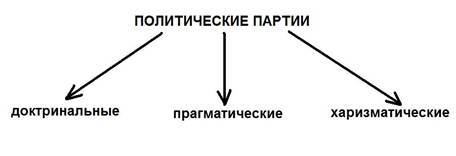 ПОЛИТИЧЕСКИЕ ПАРТИИ
доктринальные
прагматические
харизматические